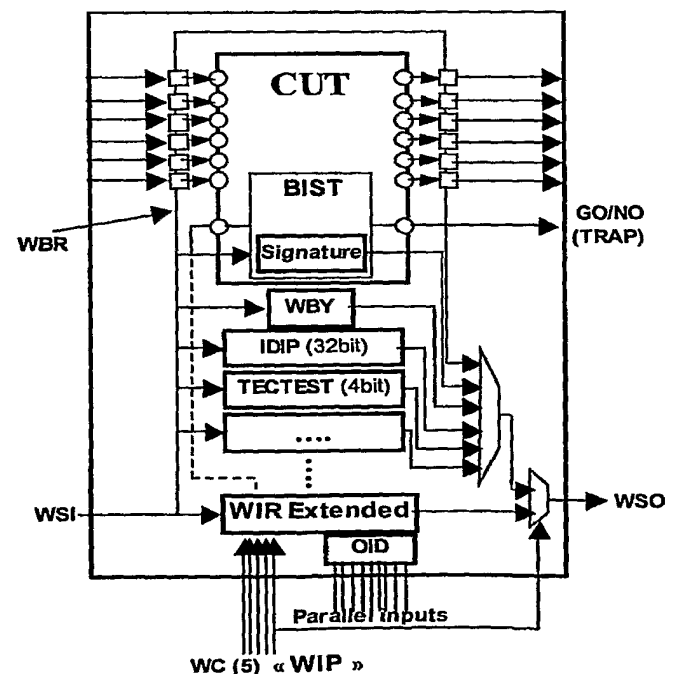 CUT
BIST
Signature
GO/NO
(TRAP)
WBR
WBY
IDIP (32bit)
TECTEST (4bit)
....
WSI
WIR Extended
WSO
OID
Parallel inputs
WC (5) « WIP »